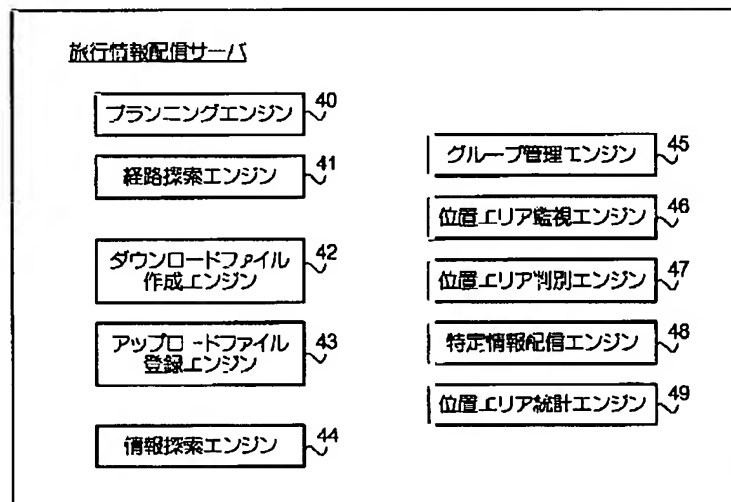 旅行情報配信サーバ
プランニングエンジン
40
経路探索エンジン
41
ダウンロードファイル
作成エンジン
42
アップロードファイル
登録エンジン
43
情報探索エンジン
44
グループ管理エンジン
45
位置エリア監視エンジン
46
位置エリア判別エンジン
47
特定情報配信エンジン
48
位置エリア統計エンジン
49